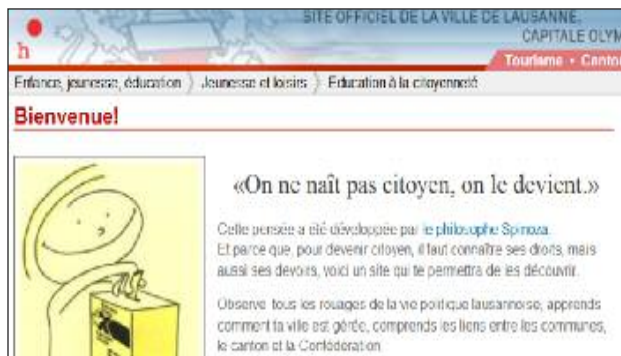 SITE OFFICIEL DE LA VILLE DE LAUSANNE,
CAPITALE OLYM
h
Tourisme • Canton
Enfance, jeunesse, éducation 〉 Jeunesse et loisirs 〉 Education à la citoyenneté
Bienvenue!
«On ne naît pas citoyen, on le devient.»
Cette pensée a été développée par le philosophe Spinoza.
Et parce que, pour devenir citoyen, il faut connaître ses droits, mais
aussi ses devoirs, voici un site qui te permettra de les découvrir.
Observe tous les rouages de la vie politique lausannoise, apprends
comment ta ville est gérée, comprends les liens entre les communes,
le canton et la Confédération